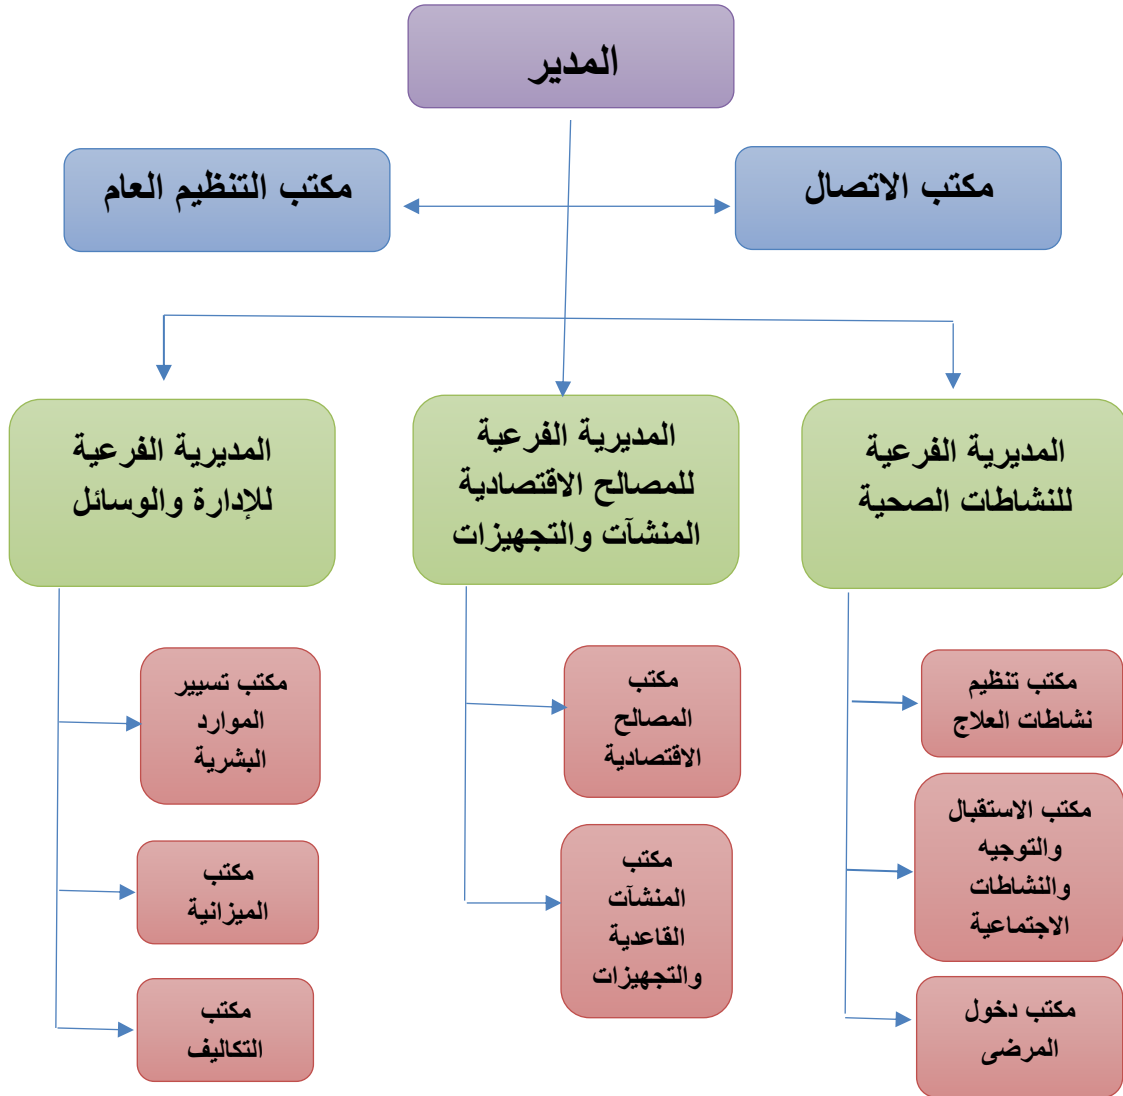 المدير
مكتب الاتصال
مكتب التنظيم العام
المديرية الفرعية
للنشاطات الصحية
المديرية الفرعية
للمصالح الاقتصادية
المنشآت والتجهيزات
المديرية الفرعية
للإدارة والوسائل
مكتب تنظيم
نشاطات العلاج
مكتب الاستقبال
والتوجيه
والنشاطات
الاجتماعية
مكتب دخول
المرضى
مكتب
المصالح
الاقتصادية
مكتب
المنشآت
القاعدية
والتجهيزات
مكتب تسيير
الموارد
البشرية
مكتب
الميزانية
مكتب
التكاليف